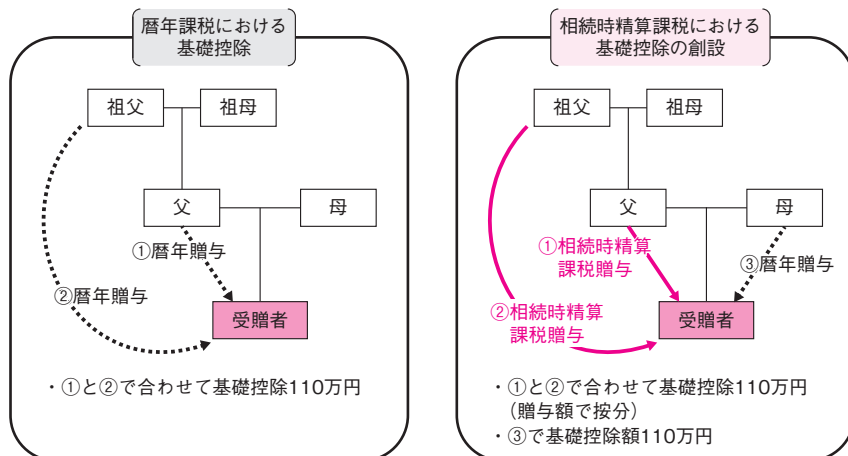 暦年課税における
基礎控除
祖父
祖母
父
母
①暦年贈与
②暦年贈与
受贈者
・①と②で合わせて基礎控除110万円
相続時精算課税における
基礎控除の創設
祖父
祖母
父
母
①相続時精算
課税贈与
③暦年贈与
②相続時精算
課税贈与
受贈者
・①と②で合わせて基礎控除110万円
（贈与額で按分）
・③で基礎控除額110万円